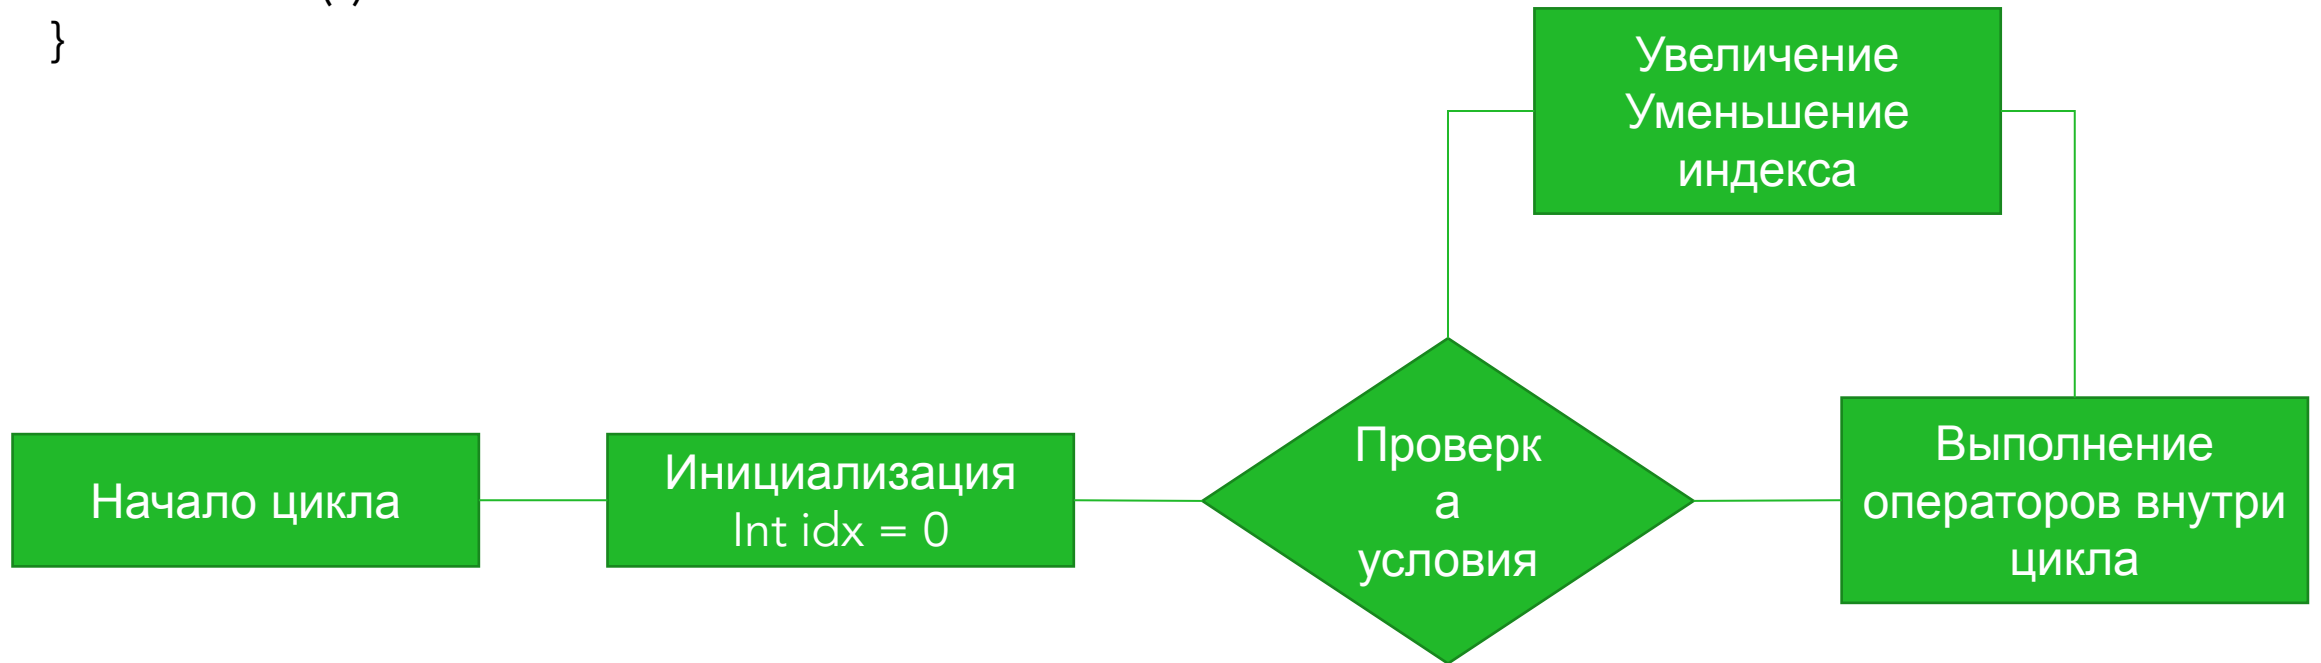 }
Увеличение
Уменьшение
индекса
Начало цикла
Инициализация
Int idx = 0
Проверк
а
условия
Выполнение
операторов внутри
цикла